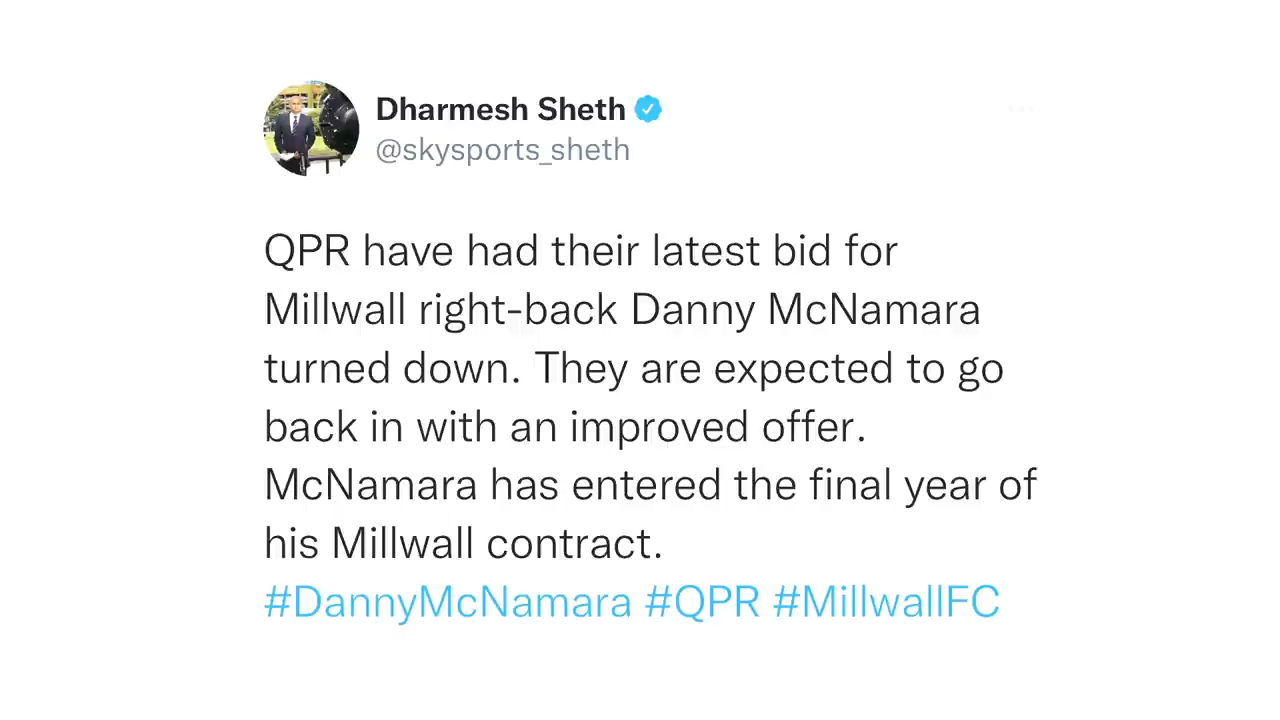 Dharmesh Sheth
@skysports_sheth
QPR have had their latest bid for
Millwall right-back Danny McNamara
turned down. They are expected to go
back in with an improved offer.
McNamara has entered the final year of
his Millwall contract.
#DannyMcNamara #QPR #MillwallFC